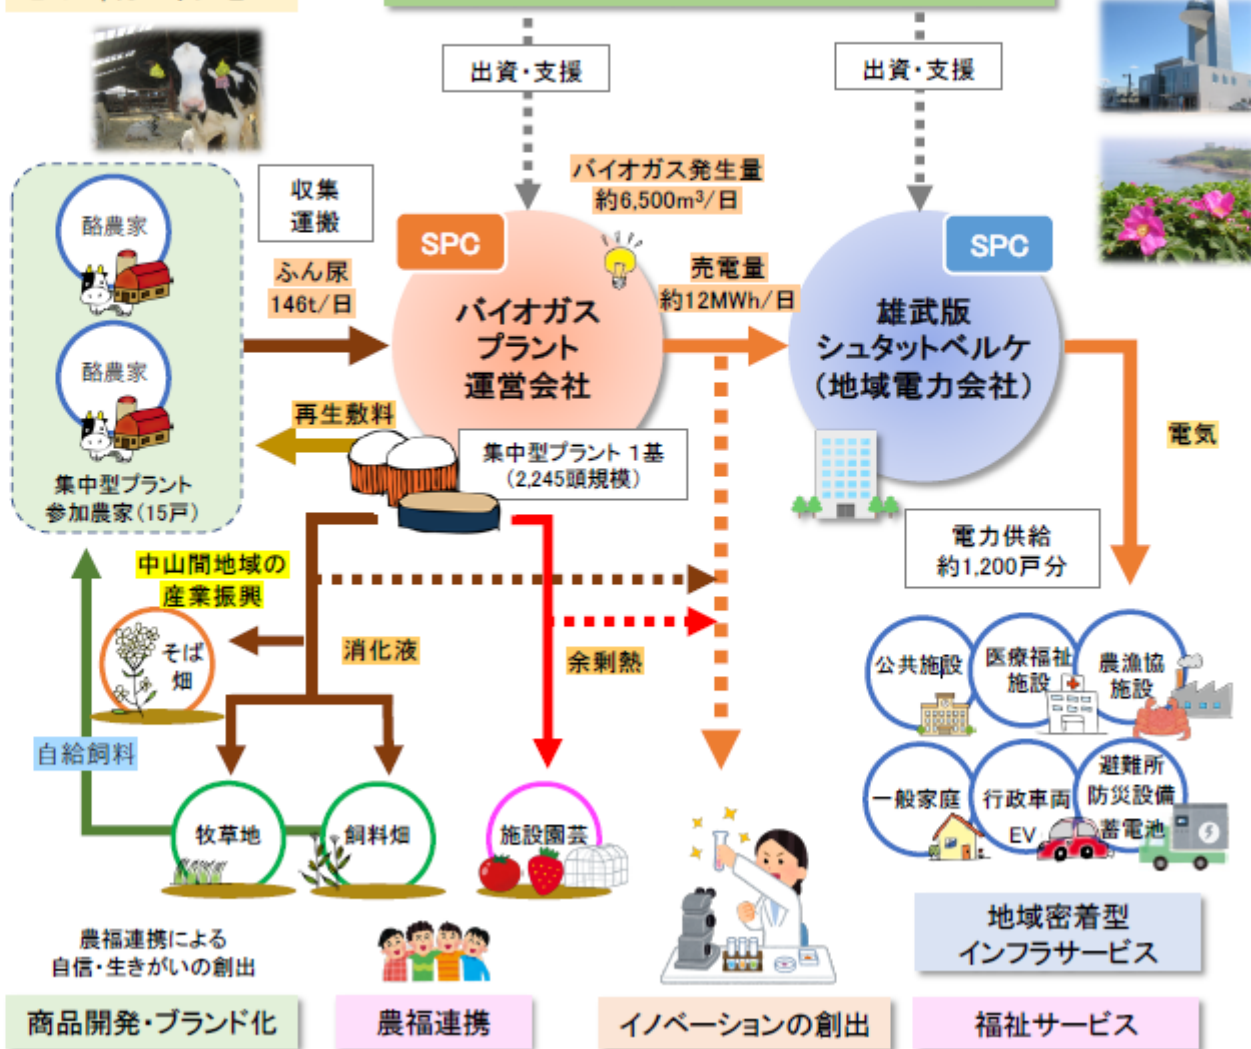 出資・支援
出資・支援
バイオガス発生量
約6,500m³/日
収集
運搬
酪農家
SPC
SPC
ふん尿
146t/日
売電量
約12MWh/日
バイオガス
プラント
運営会社
雄武版
シュタットベルケ
(地域電力会社)
酪農家
再生敷料
集中型プラント 1基
(2,245頭規模)
電気
集中型プラント
参加農家(15戸)
電力供給
約1,200戸分
中山間地域の
産業振興
そば
畑
消化液
余剰熱
公共施設
医療福祉
施設
農漁協
施設
自給飼料
牧草地
飼料畑
施設園芸
一般家庭
行政車両
EV
避難所
防災設備
蓄電池
農福連携による
自信・生きがいの創出
地域密着型
インフラサービス
商品開発・ブランド化
農福連携
イノベーションの創出
福祉サービス